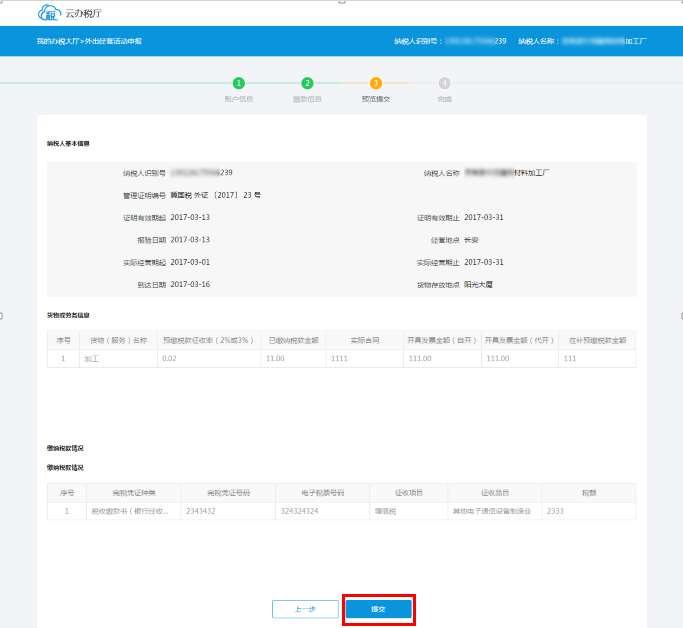 云办税厅
我的办税大厅>外出经营活动申报 纳税人识别号： 239 纳税人名称： 加工厂
1 2 3 4
账户信息 缴款信息 预览提交 完成
纳税人基本信息
纳税人识别号 239 纳税人名称 材料加工厂
管理证明编号 冀国税 外证 〔2017〕 23 号
证明有效期起 2017-03-13 证明有效期止 2017-03-31
报验日期 2017-03-13 经营地点 长安
实际经营期起 2017-03-01 实际经营期止 2017-03-31
到达日期 2017-03-16 货物存放地点 阳光大厦
货物或劳务信息
序号 货物（服务）名称 预缴税款征收率（2%或3%） 已缴纳税款金额 实际合同 开具发票金额（自开） 开具发票金额（代开） 应补预缴税款金额
1 加工 0.02 11.00 1111 111.00 111.00 111
缴纳税款情况
缴纳税款情况
序号 完税凭证种类 完税凭证号码 电子税票号码 征收项目 征收品目 税额
1 税收缴款书（银行经收... 2343432 324324324 增值税 其他电子通信设备制造业 2333
上一步 提交